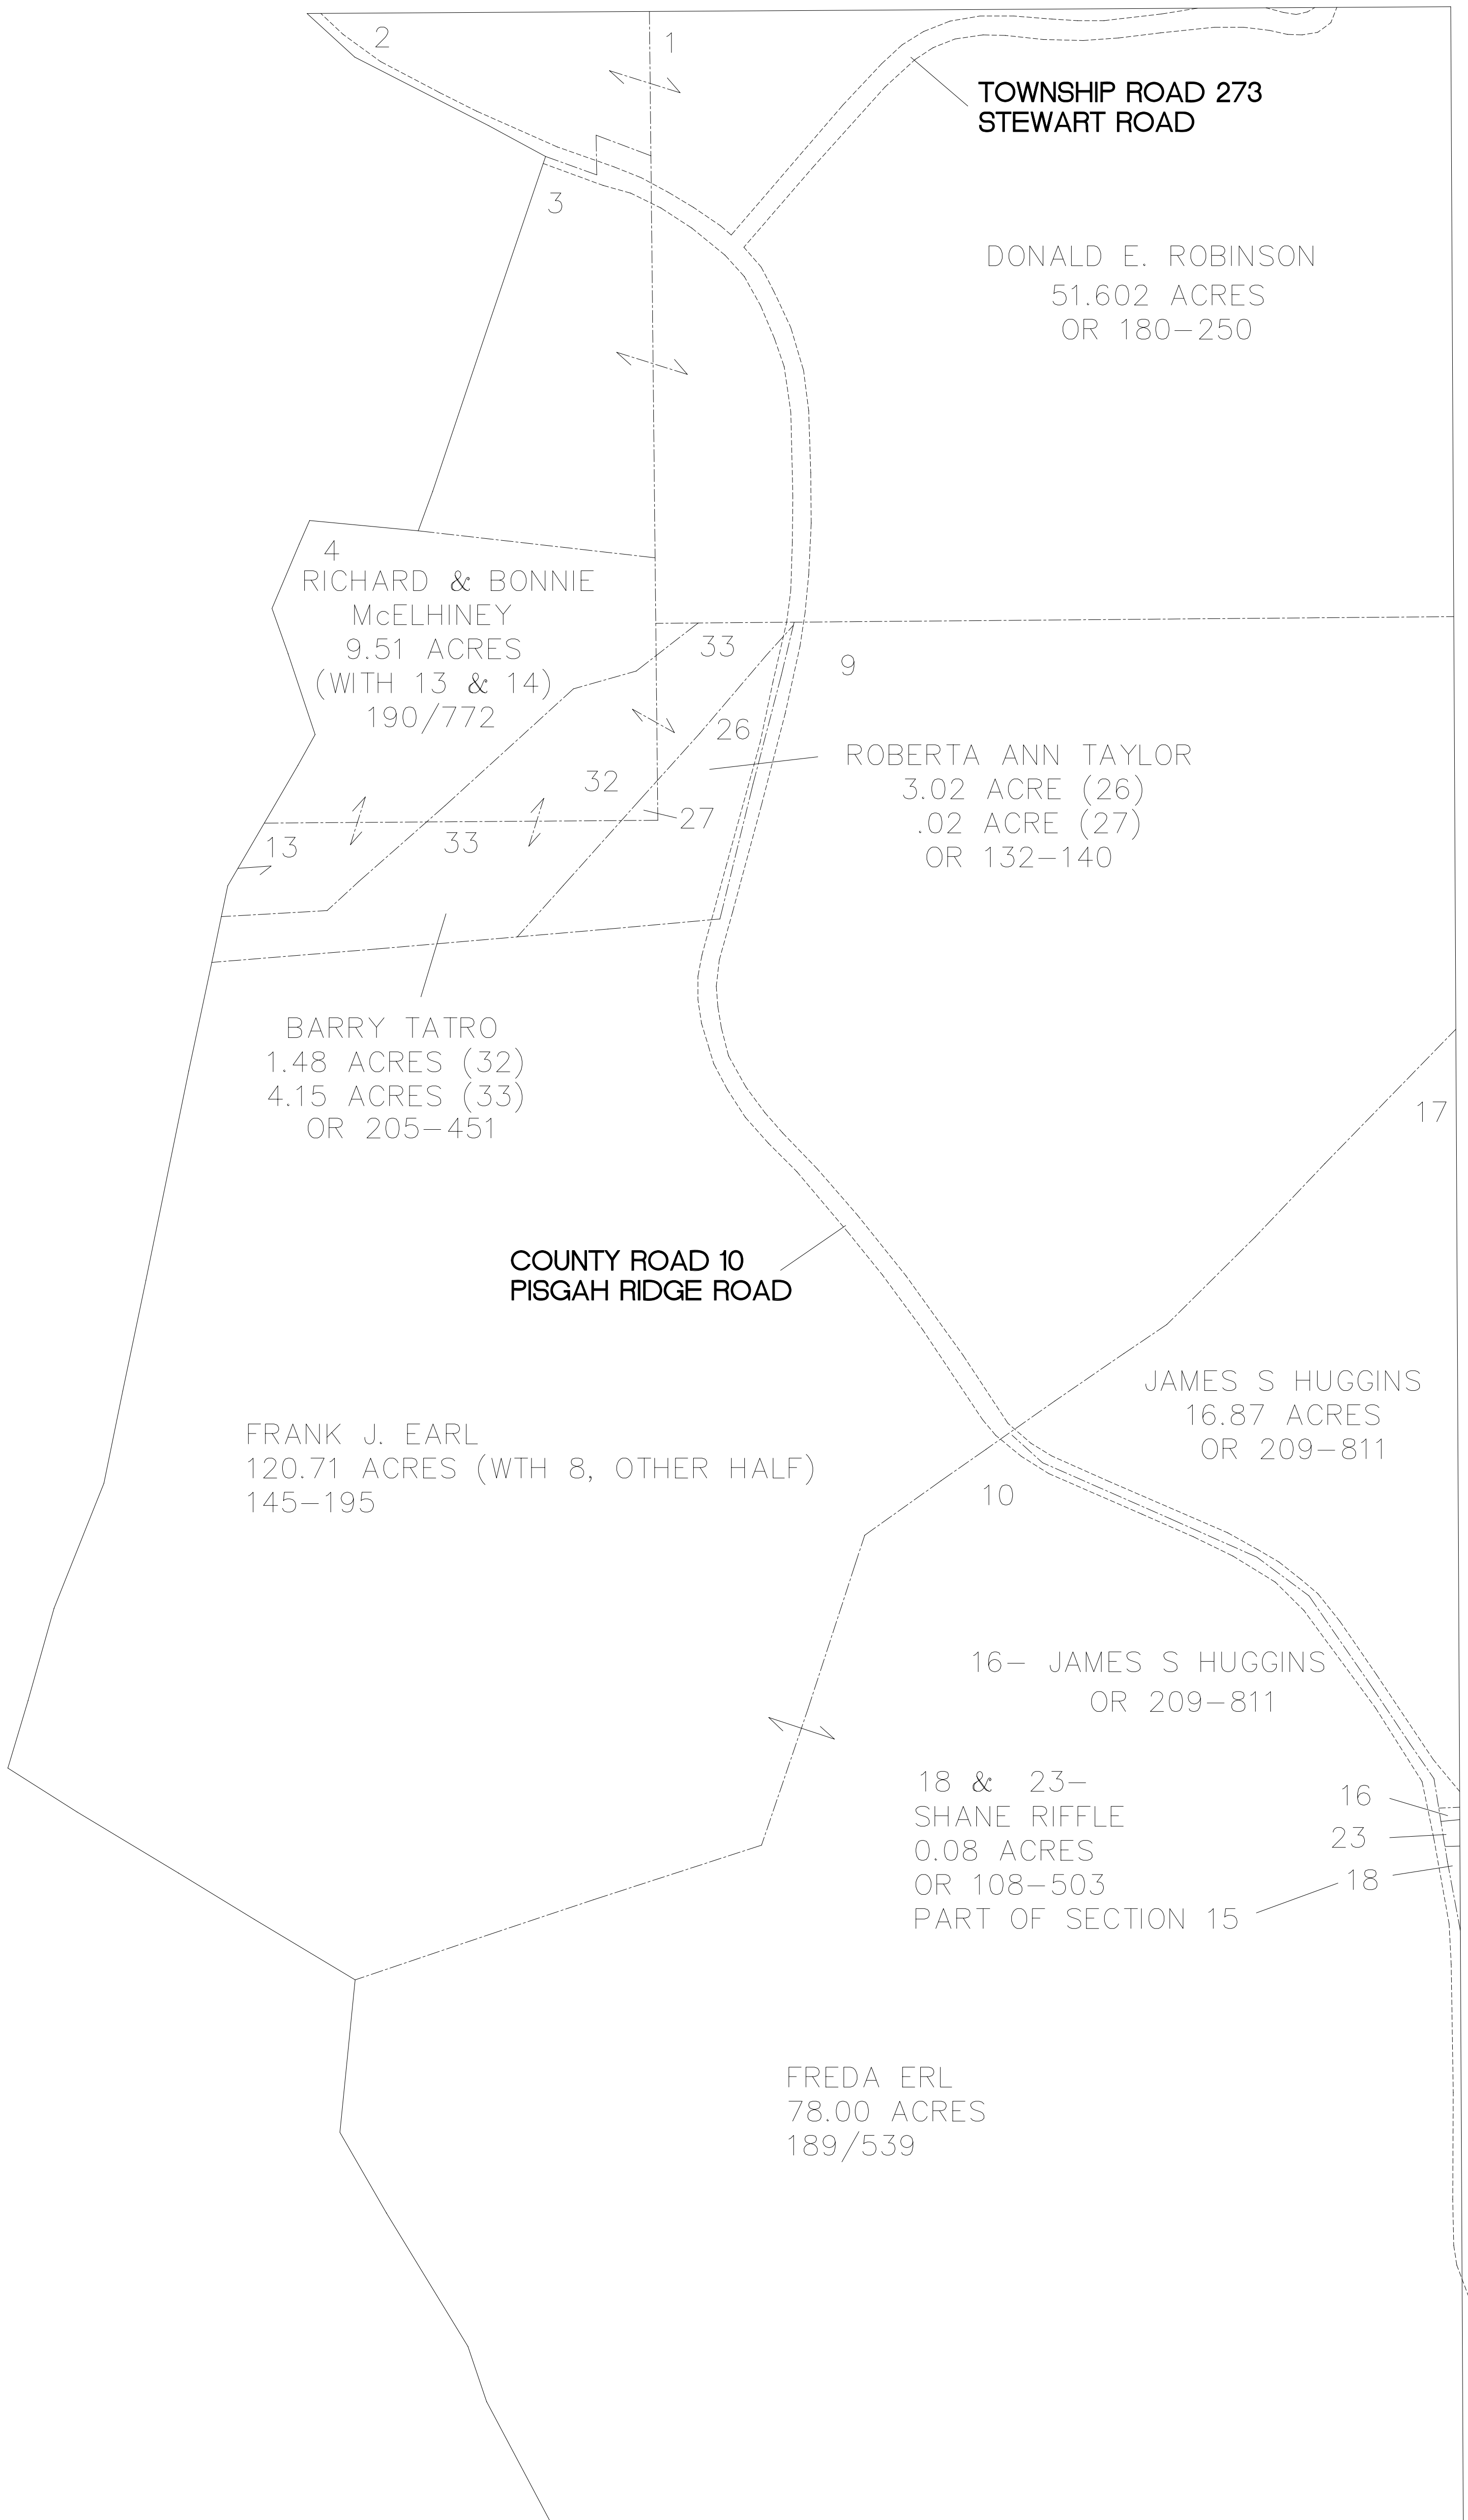 2
1
TOWNSHIP ROAD 273
STEWART ROAD
3
DONALD E. ROBINSON
51.602 ACRES
OR 180-250
4
RICHARD & BONNIE
McELHINEY
9.51 ACRES
(WITH 13 & 14)
190/772
33
9
26
32
27
33
13
ROBERTA ANN TAYLOR
3.02 ACRE (26)
.02 ACRE (27)
OR 132-140
BARRY TATRO
1.48 ACRES (32)
4.15 ACRES (33)
OR 205-451
17
COUNTY ROAD 10
PISGAH RIDGE ROAD
JAMES S HUGGINS
16.87 ACRES
OR 209-811
FRANK J. EARL
120.71 ACRES (WTH 8, OTHER HALF)
145-195
10
16- JAMES S HUGGINS
OR 209-811
18 & 23-
SHANE RIFFLE
0.08 ACRES
OR 108-503
PART OF SECTION 15
16
23
18
FREDA ERL
78.00 ACRES
189/539